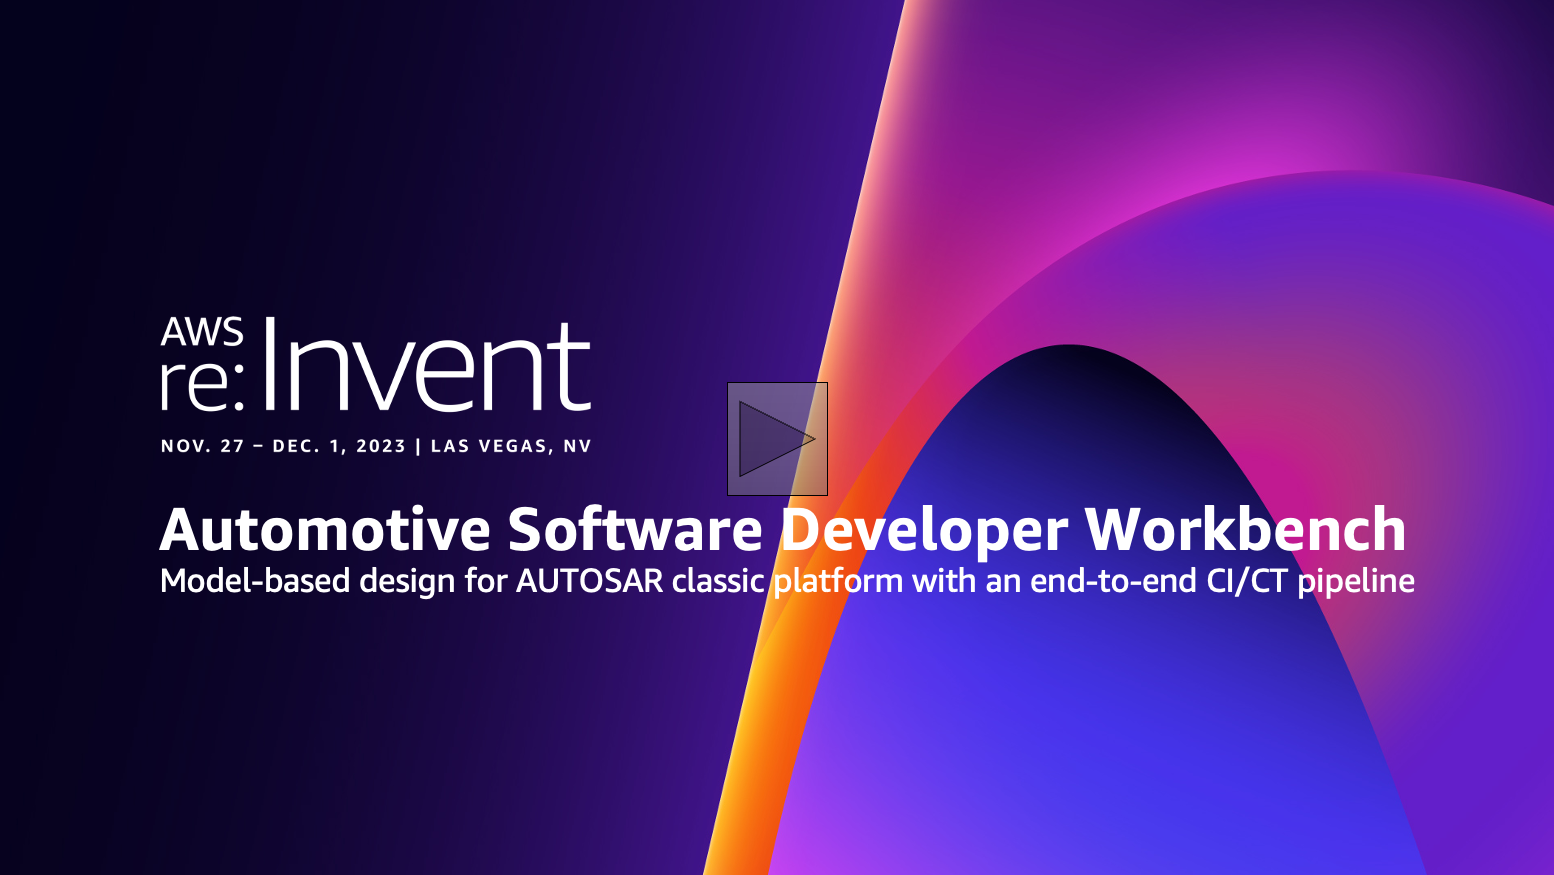 AWS
re:Invent
NOV. 27 – DEC. 1, 2023 | LAS VEGAS, NV
Automotive Software Developer Workbench
Model-based design for AUTOSAR classic platform with an end-to-end CI/CT pipeline